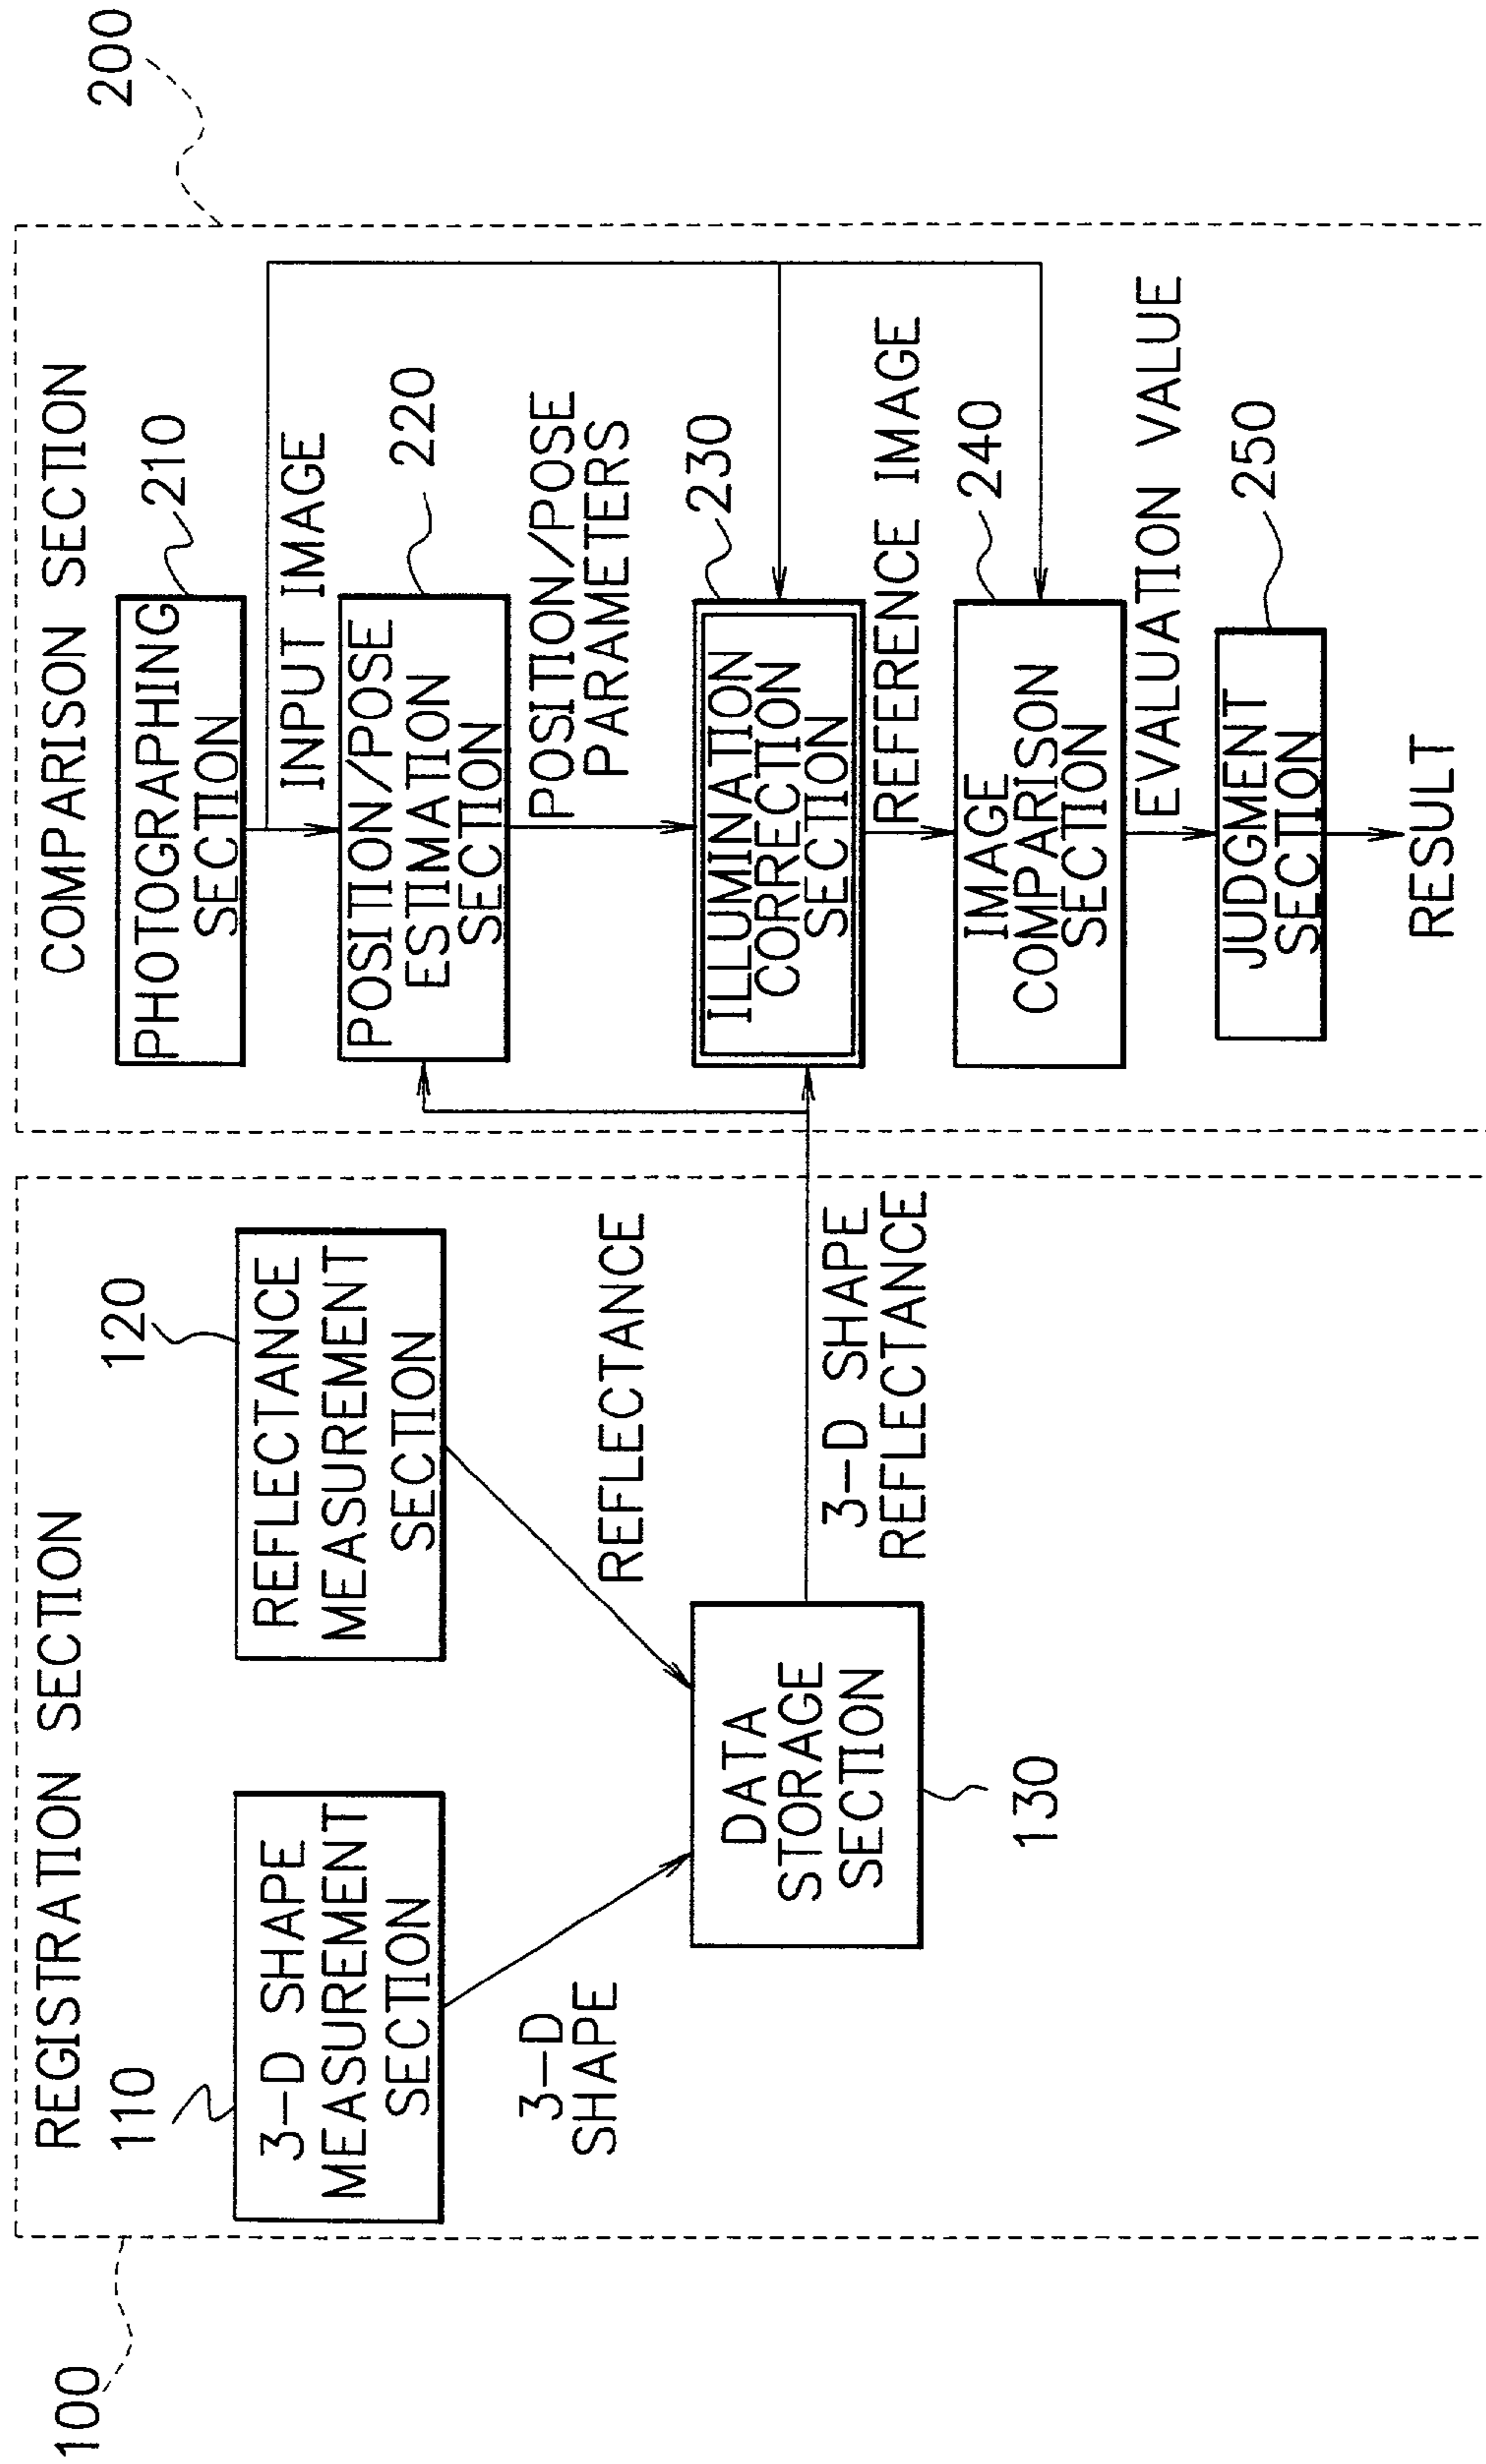 100
REGISTRATION SECTION
110
3-D SHAPE
MEASUREMENT
SECTION
120
REFLECTANCE
MEASUREMENT
SECTION
3-D
SHAPE
REFLECTANCE
DATA
STORAGE
SECTION
130
3-D SHAPE
REFLECTANCE
200
COMPARISON SECTION
PHOTOGRAPHING
SECTION
210
INPUT IMAGE
POSITION/POSE
ESTIMATION
SECTION
220
POSITION/POSE
PARAMETERS
ILLUMINATION
CORRECTION
SECTION
230
REFERENCE IMAGE
IMAGE
COMPARISON
SECTION
240
EVALUATION VALUE
JUDGMENT
SECTION
250
RESULT